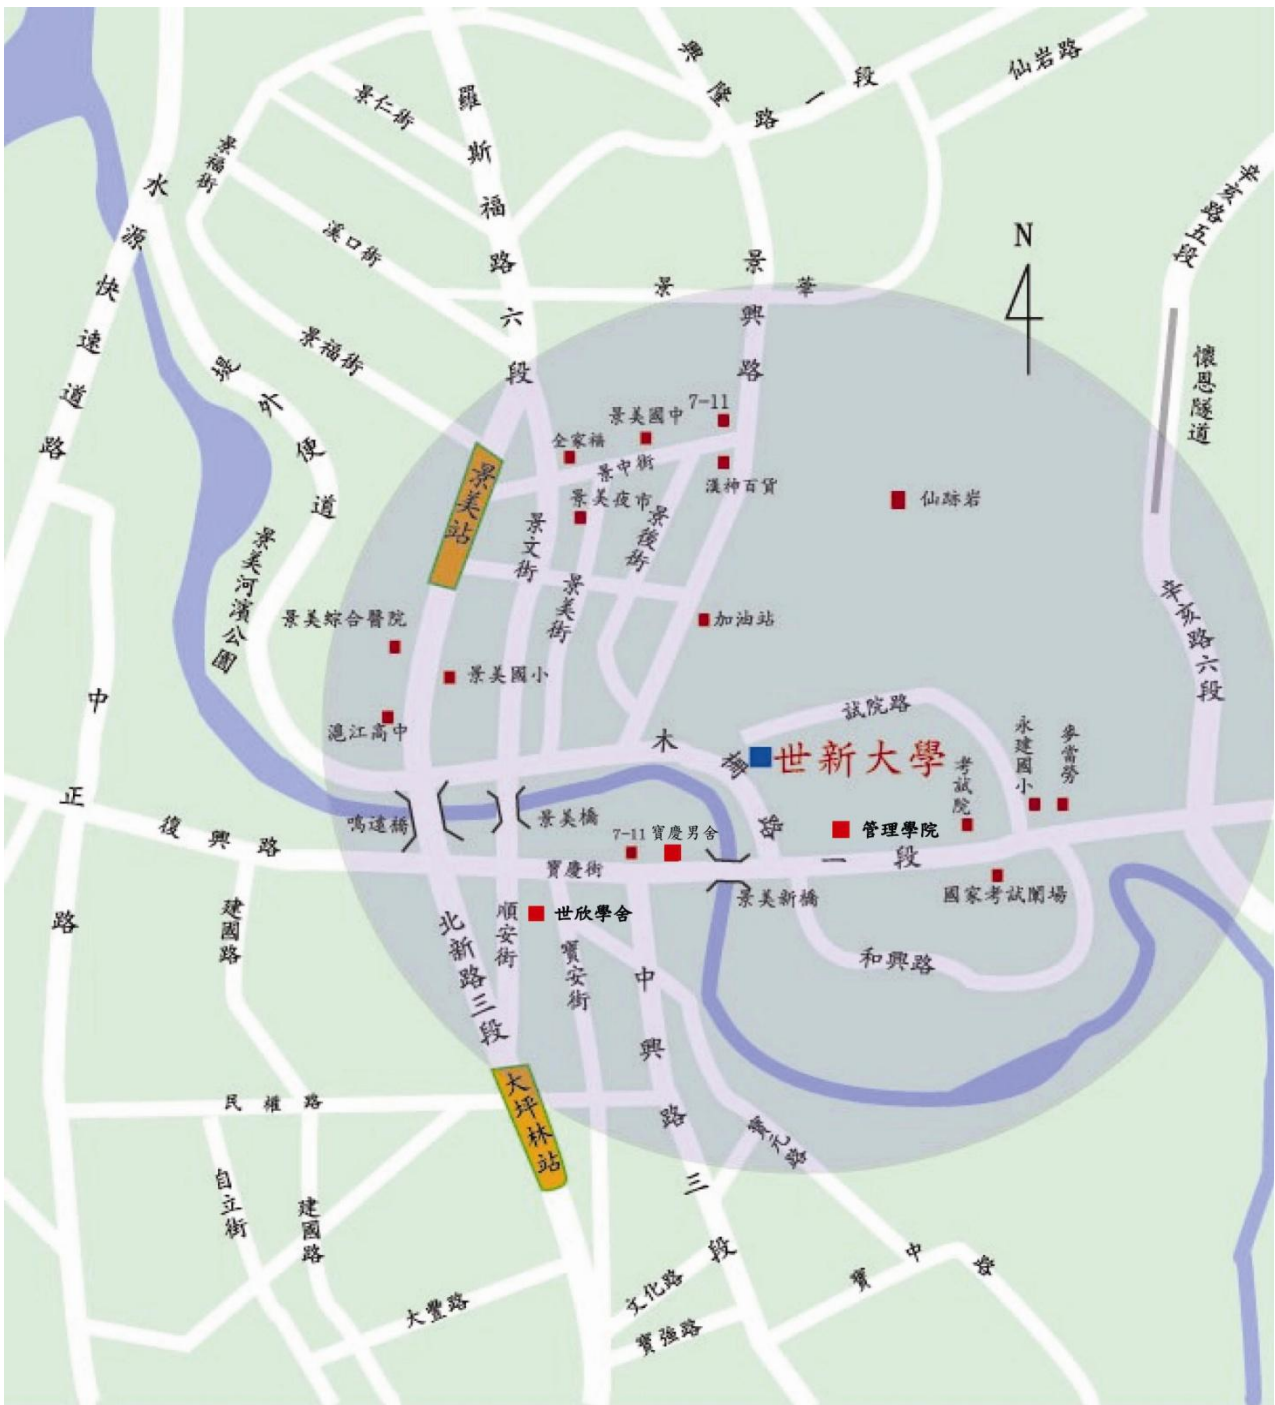 羅斯福路六段
興隆路一段
仙岩路
景仁街
景福街
水源快速道路
辛亥路五段
溪口街
N
景華
景興路
景福街
懷恩隧道
堤外便道
7-11
景美國中
全家福
景中街
漢神百貨
景美站
景美夜市
仙跡岩
景後街
景文街
景美河濱公園
景美街
辛亥路六段
景美綜合醫院
加油站
景美國小
中正路
試院路
滬江高中
永建國小
麥當勞
木柵路一段
世新大學
考試院
鳴遠橋
景美橋
復興路
7-11
寶慶男舍
管理學院
寶慶街
景美新橋
國家考試闈場
建國路
北新路三段
順安街
世欣學舍
寶安街
和興路
中興路三段
大坪林站
民權路
寶元路
自立街
建國路
寶中路
文化路
大豐路
寶強路